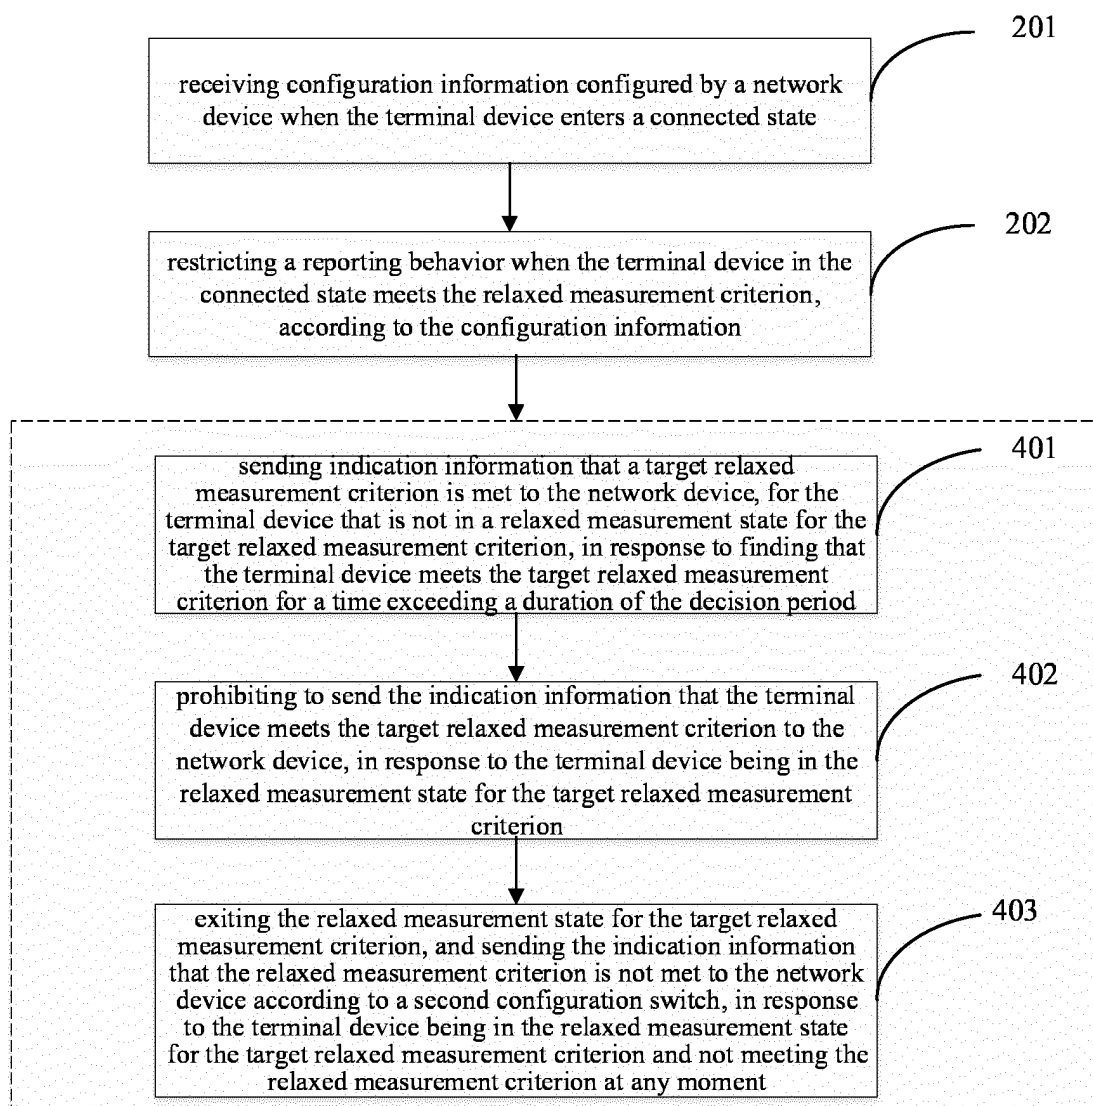 201
receiving configuration information configured by a network
device when the terminal device enters a connected state
202
restricting a reporting behavior when the terminal device in the
connected state meets the relaxed measurement criterion,
according to the configuration information
401
sending indication information that a target relaxed
measurement criterion is met to the network device, for the
terminal device that is not in a relaxed measurement state for the
target relaxed measurement criterion, in response to finding that
the terminal device meets the target relaxed measurement
criterion for a time exceeding a duration of the decision period
402
prohibiting to send the indication information that the terminal
device meets the target relaxed measurement criterion to the
network device, in response to the terminal device being in the
relaxed measurement state for the target relaxed measurement
criterion
403
exiting the relaxed measurement state for the target relaxed
measurement criterion, and sending the indication information
that the relaxed measurement criterion is not met to the network
device according to a second configuration switch, in response
to the terminal device being in the relaxed measurement state
for the target relaxed measurement criterion and not meeting the
relaxed measurement criterion at any moment